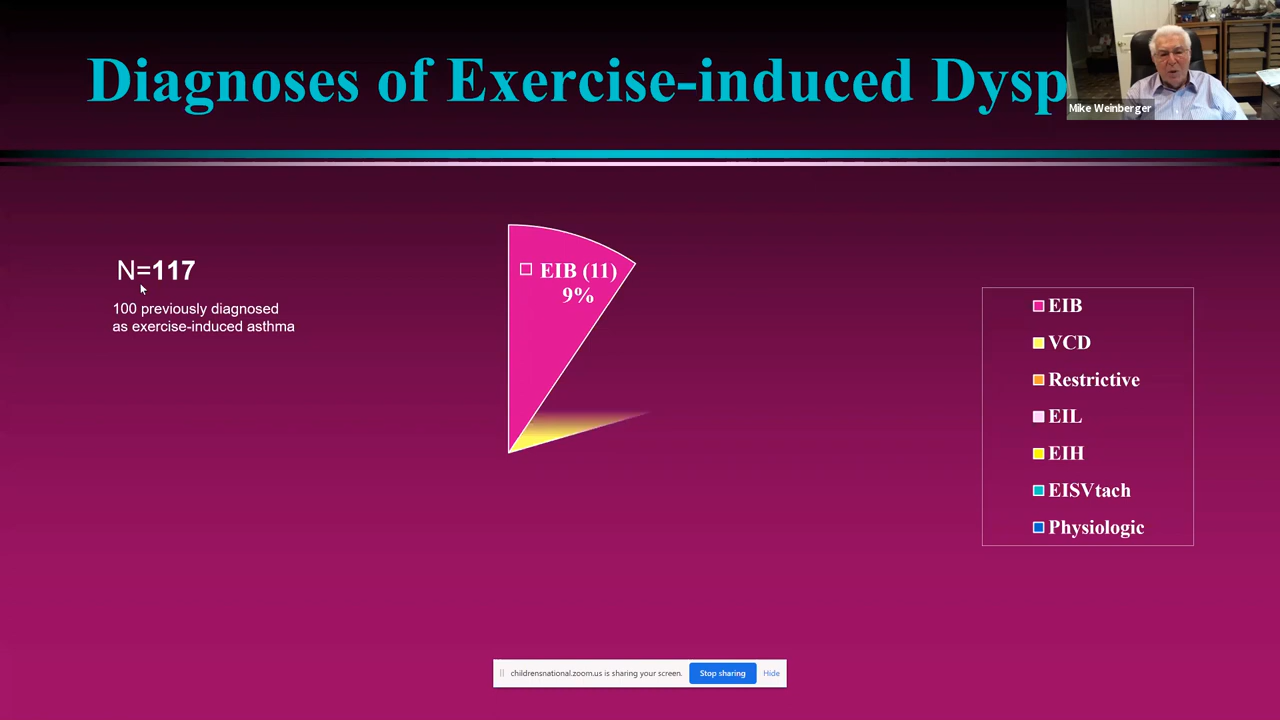 Diagnoses of Exercise-induced Dysp
Mike Weinberger
N=117
100 previously diagnosed
as exercise-induced asthma
EIB (11)
9%
EIB
VCD
Restrictive
EIL
EIH
EISVtach
Physiologic
childrensnational.zoom.us is sharing your screen.
Stop sharing
Hide